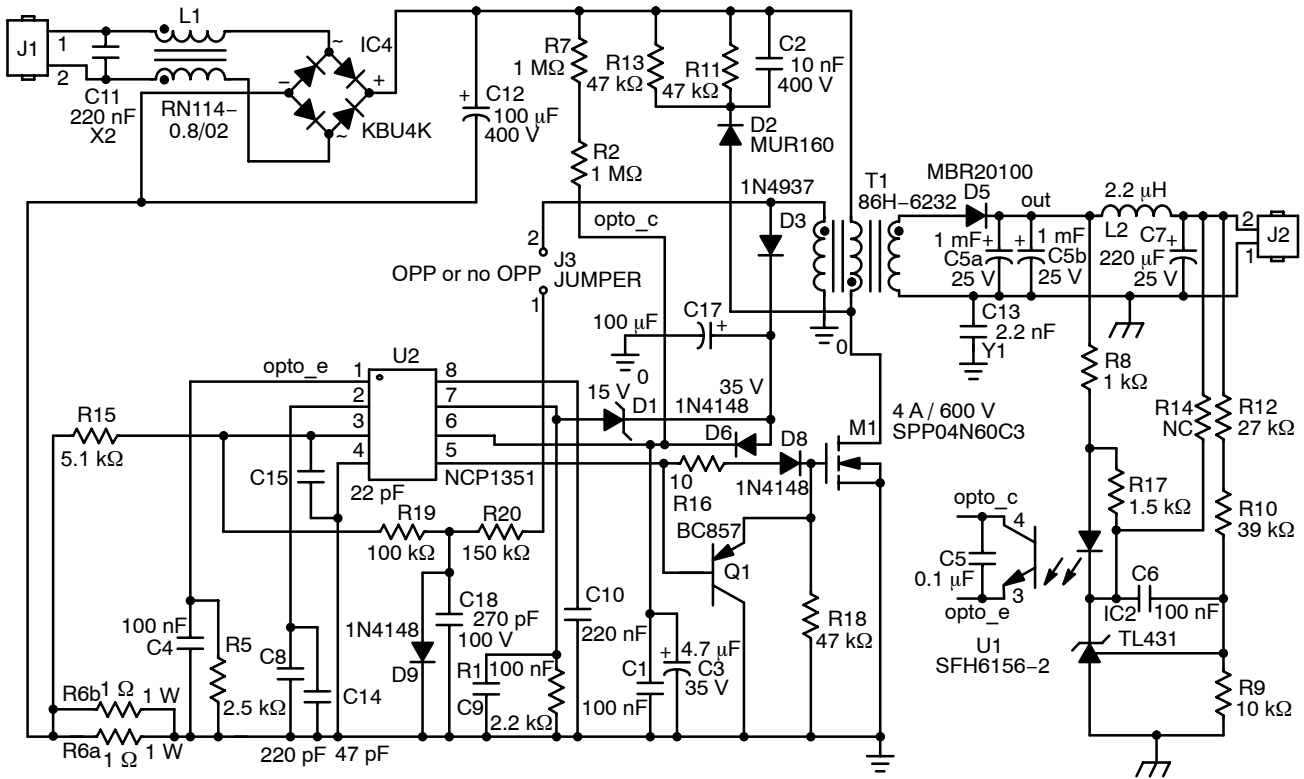 L1
J1
1
2
C11
220 nF
X2
RN114-
0.8/02
~
IC4
−
+
~
KBU4K
+
C12
100 μF
400 V
R7
1 MΩ
R13
47 kΩ
R11
47 kΩ
C2
10 nF
400 V
D2
MUR160
R2
1 MΩ
1N4937
opto_c
D3
T1
86H-6232
MBR20100
D5
out
2.2 μH
L2
1 mF+
C5a
25 V
+ 1 mF
C5b
25 V
C7+
220 μF
25 V
2
1
J2
2
J3
OPP or no OPP
JUMPER
1
C17
100 μF
+
0
0
C13
2.2 nF
Y1
opto_e
U2
1
2
3
4
8
7
6
5
NCP1351
15 V
D1
35 V
1N4148
D6
D8
1N4148
10
R16
M1
4 A / 600 V
SPP04N60C3
R8
1 kΩ
R14
NC
R12
27 kΩ
R15
5.1 kΩ
C15
22 pF
R19
100 kΩ
R20
150 kΩ
BC857
Q1
opto_c
4
C5
0.1 μF
3
opto_e
U1
SFH6156-2
R17
1.5 kΩ
R10
39 kΩ
C6
100 nF
IC2
TL431
R9
10 kΩ
100 nF
C4
R5
2.5 kΩ
C8
C14
220 pF
47 pF
1N4148
D9
C18
270 pF
100 V
R1
100 nF
C9
2.2 kΩ
C10
220 nF
C1
100 nF
+
4.7 μF
C3
35 V
R18
47 kΩ
R6b
1 Ω
1 W
R6a
1 Ω
1 W